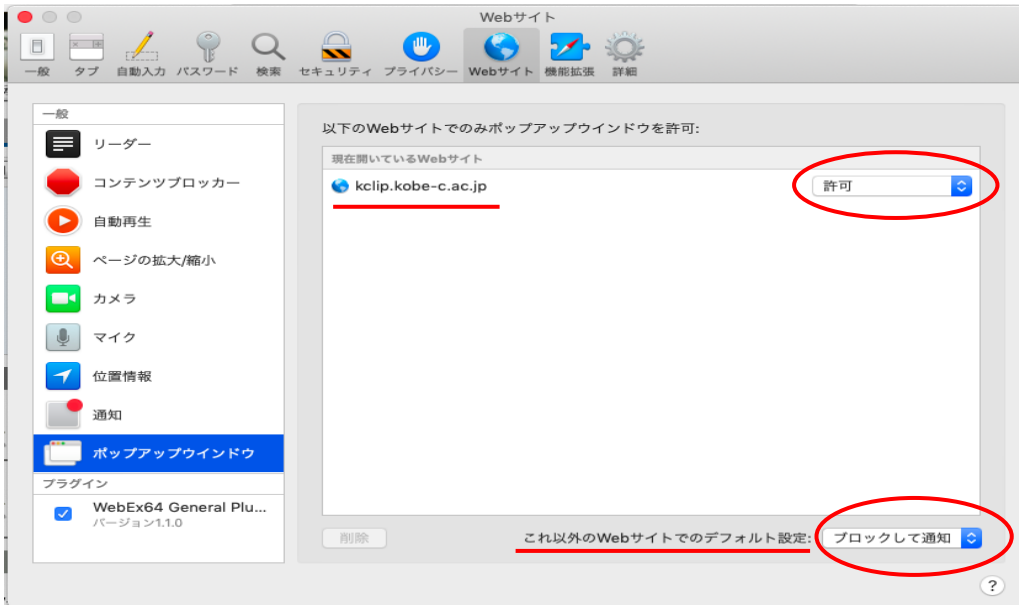 Webサイト
一般 タブ 自動入力 パスワード 検索 セキュリティ プライバシー Webサイト 機能拡張 詳細
一般
リーダー
コンテンツブロッカー
自動再生
ページの拡大/縮小
カメラ
マイク
位置情報
通知
ポップアップウインドウ
プラグイン
WebEx64 General Plu...
バージョン1.1.0
以下のWebサイトでのみポップアップウインドウを許可:
現在開いているWebサイト
kclip.kobe-c.ac.jp 許可
削除 これ以外のWebサイトでのデフォルト設定: ブロックして通知
?